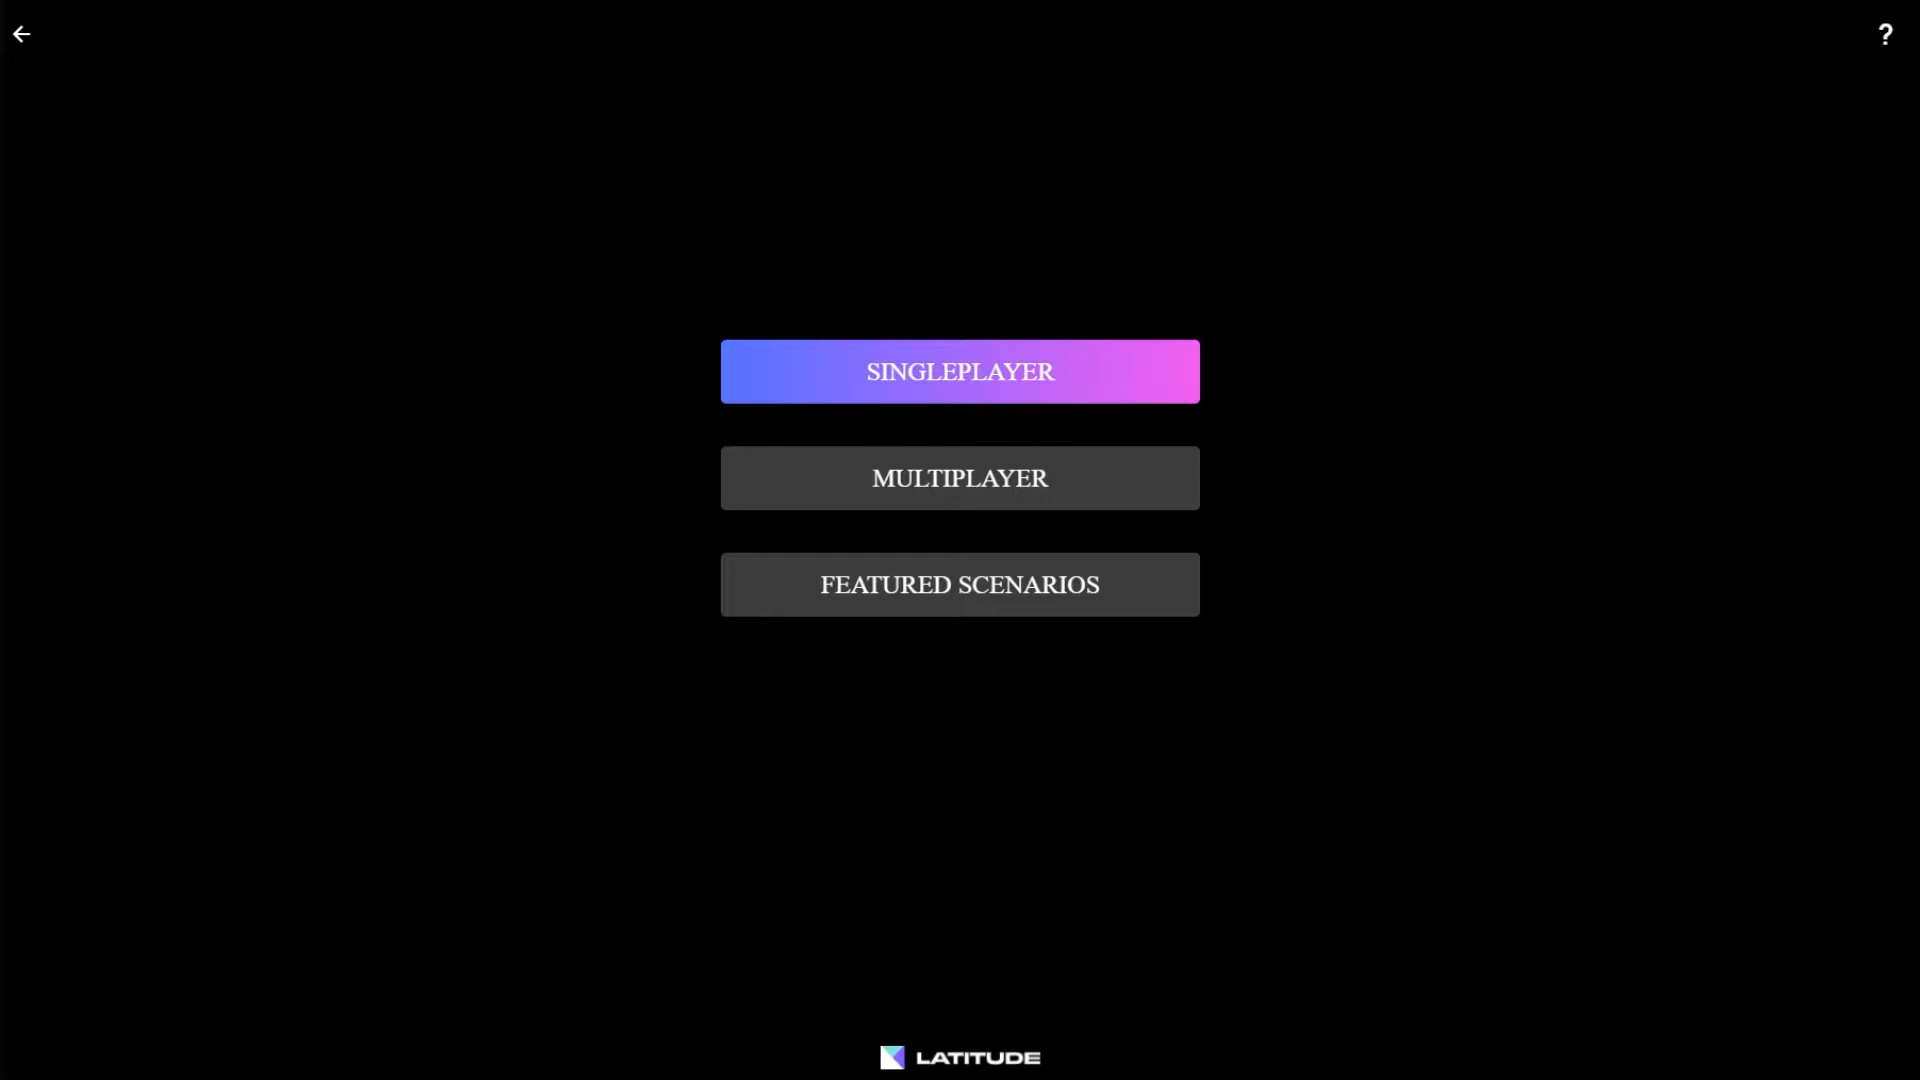 ?
SINGLEPLAYER
MULTIPLAYER
FEATURED SCENARIOS
LATITUDE